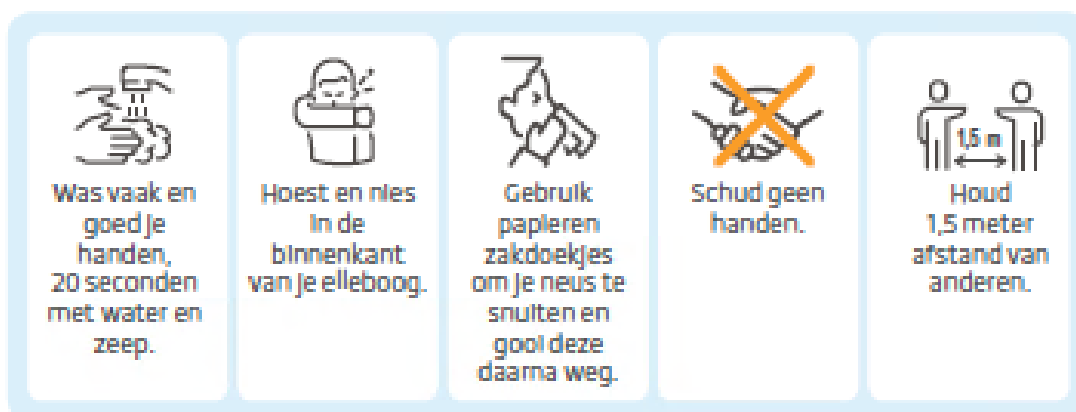 Was vaak en
goed je
handen,
20 seconden
met water en
zeep.
Hoest en nies
in de
binnenkant
van je elleboog.
Gebruik
papieren
zakdoekjes
om je neus te
snuiten en
gooi deze
daarna weg.
Schud geen
handen.
1,5 m
Houd
1,5 meter
afstand van
anderen.